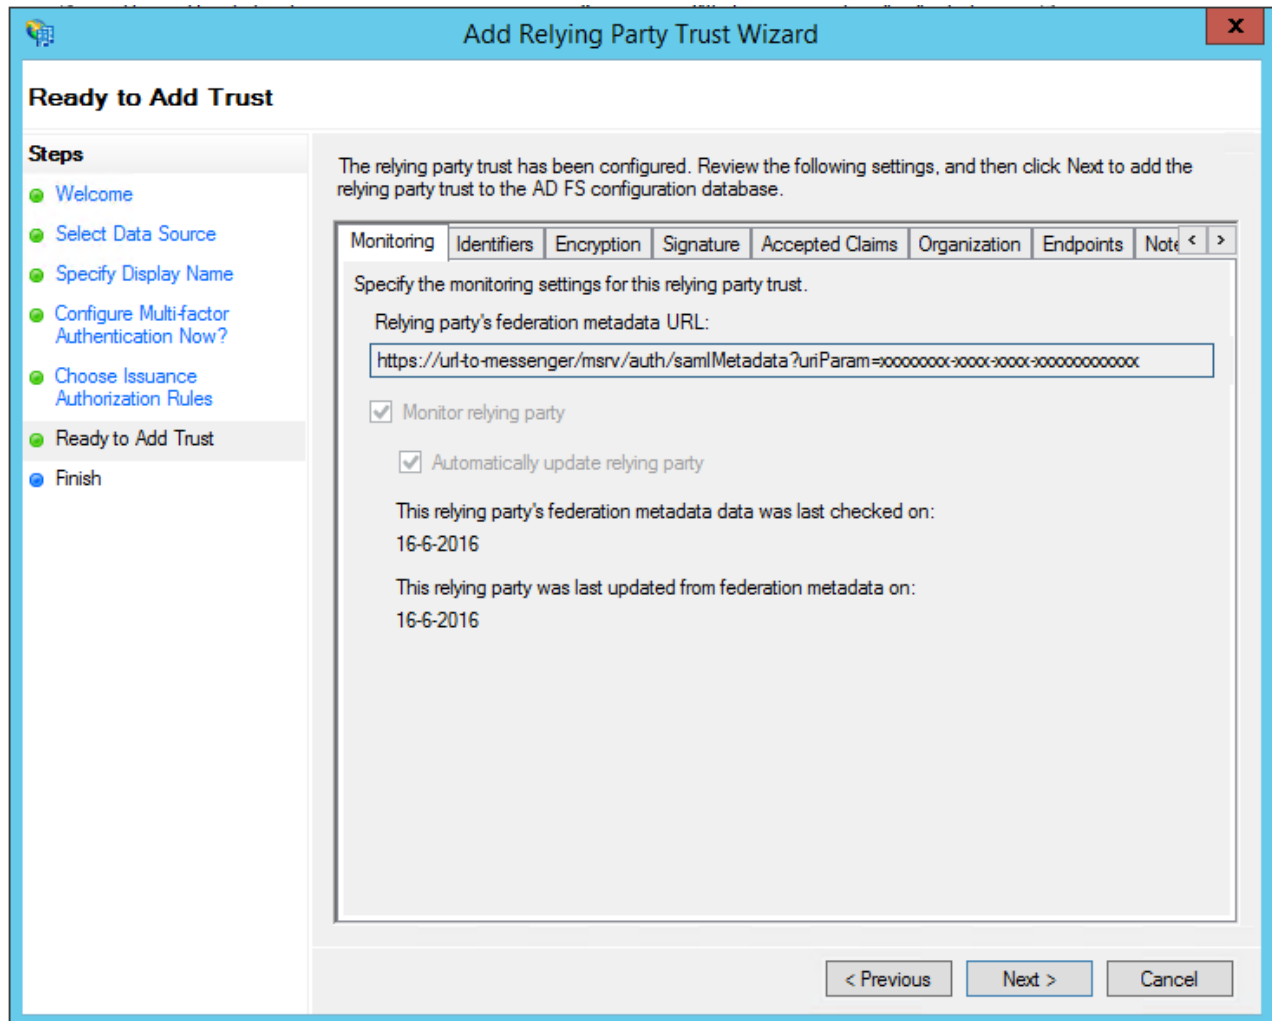 Add Relying Party Trust Wizard
x
Ready to Add Trust
Steps
Welcome
Select Data Source
Specify Display Name
Configure Multi-factor
Authentication Now?
Choose Issuance
Authorization Rules
Ready to Add Trust
Finish
The relying party trust has been configured. Review the following settings, and then click Next to add the
relying party trust to the AD FS configuration database.
Monitoring Identifiers Encryption Signature Accepted Claims Organization Endpoints Note < >
Specify the monitoring settings for this relying party trust.
Relying party's federation metadata URL:
https://url-to-messenger/msrv/auth/samlMetadata?uriParam=xxxxxxxx-xxxx-xxxx-xxxxxxxxxxxx
Monitor relying party
Automatically update relying party
This relying party's federation metadata data was last checked on:
16-6-2016
This relying party was last updated from federation metadata on:
16-6-2016
< Previous Next > Cancel